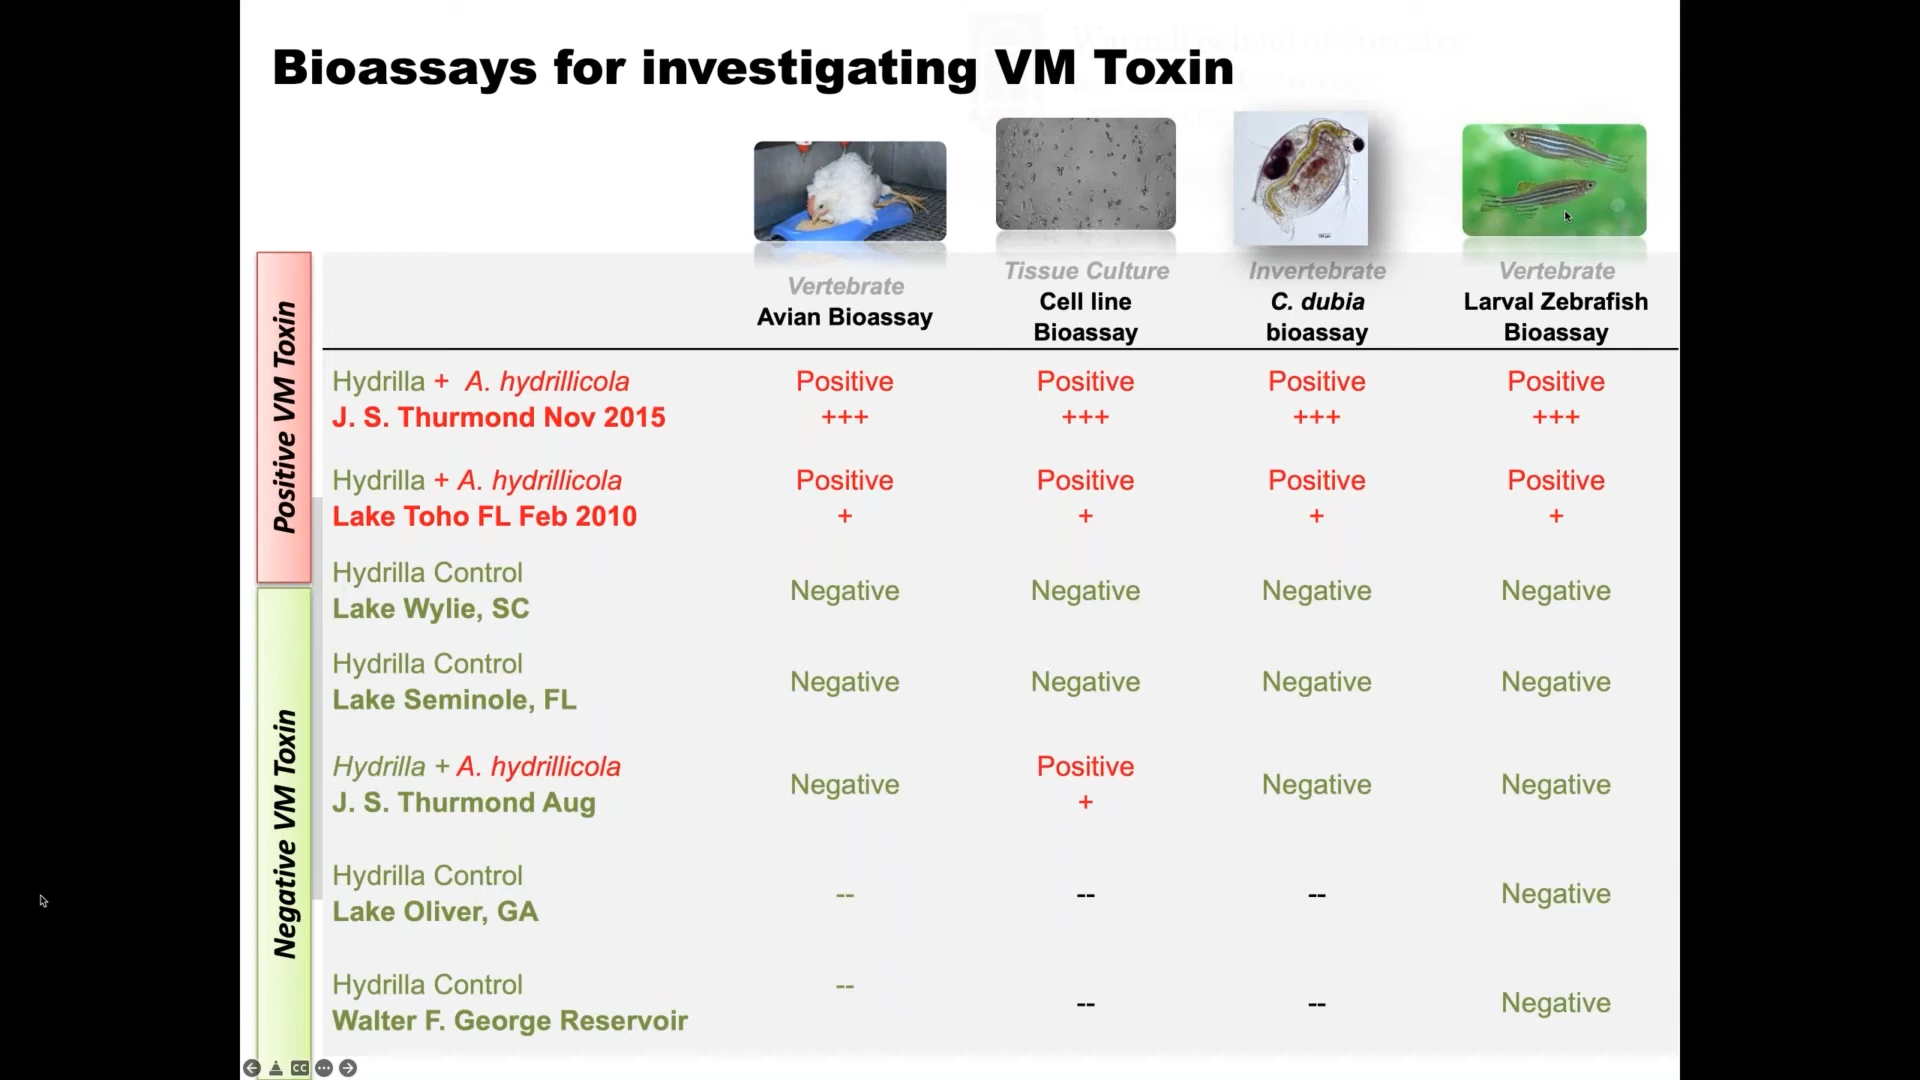 Bioassays for investigating VM Toxin
Vertebrate
Avian Bioassay
Tissue Culture
Cell line
Bioassay
Invertebrate
C. dubia
bioassay
Vertebrate
Larval Zebrafish
Bioassay
Positive VM Toxin
Hydrilla + A. hydrillicola
J. S. Thurmond Nov 2015
Positive
+++
Positive
+++
Positive
+++
Positive
+++
Hydrilla + A. hydrillicola
Lake Toho FL Feb 2010
Positive
+
Positive
+
Positive
+
Positive
+
Negative VM Toxin
Hydrilla Control
Lake Wylie, SC
Negative
Negative
Negative
Negative
Hydrilla Control
Lake Seminole, FL
Negative
Negative
Negative
Negative
Hydrilla + A. hydrillicola
J. S. Thurmond Aug
Negative
Positive
+
Negative
Negative
Hydrilla Control
Lake Oliver, GA
--
--
--
Negative
Hydrilla Control
Walter F. George Reservoir
--
--
--
Negative
CC